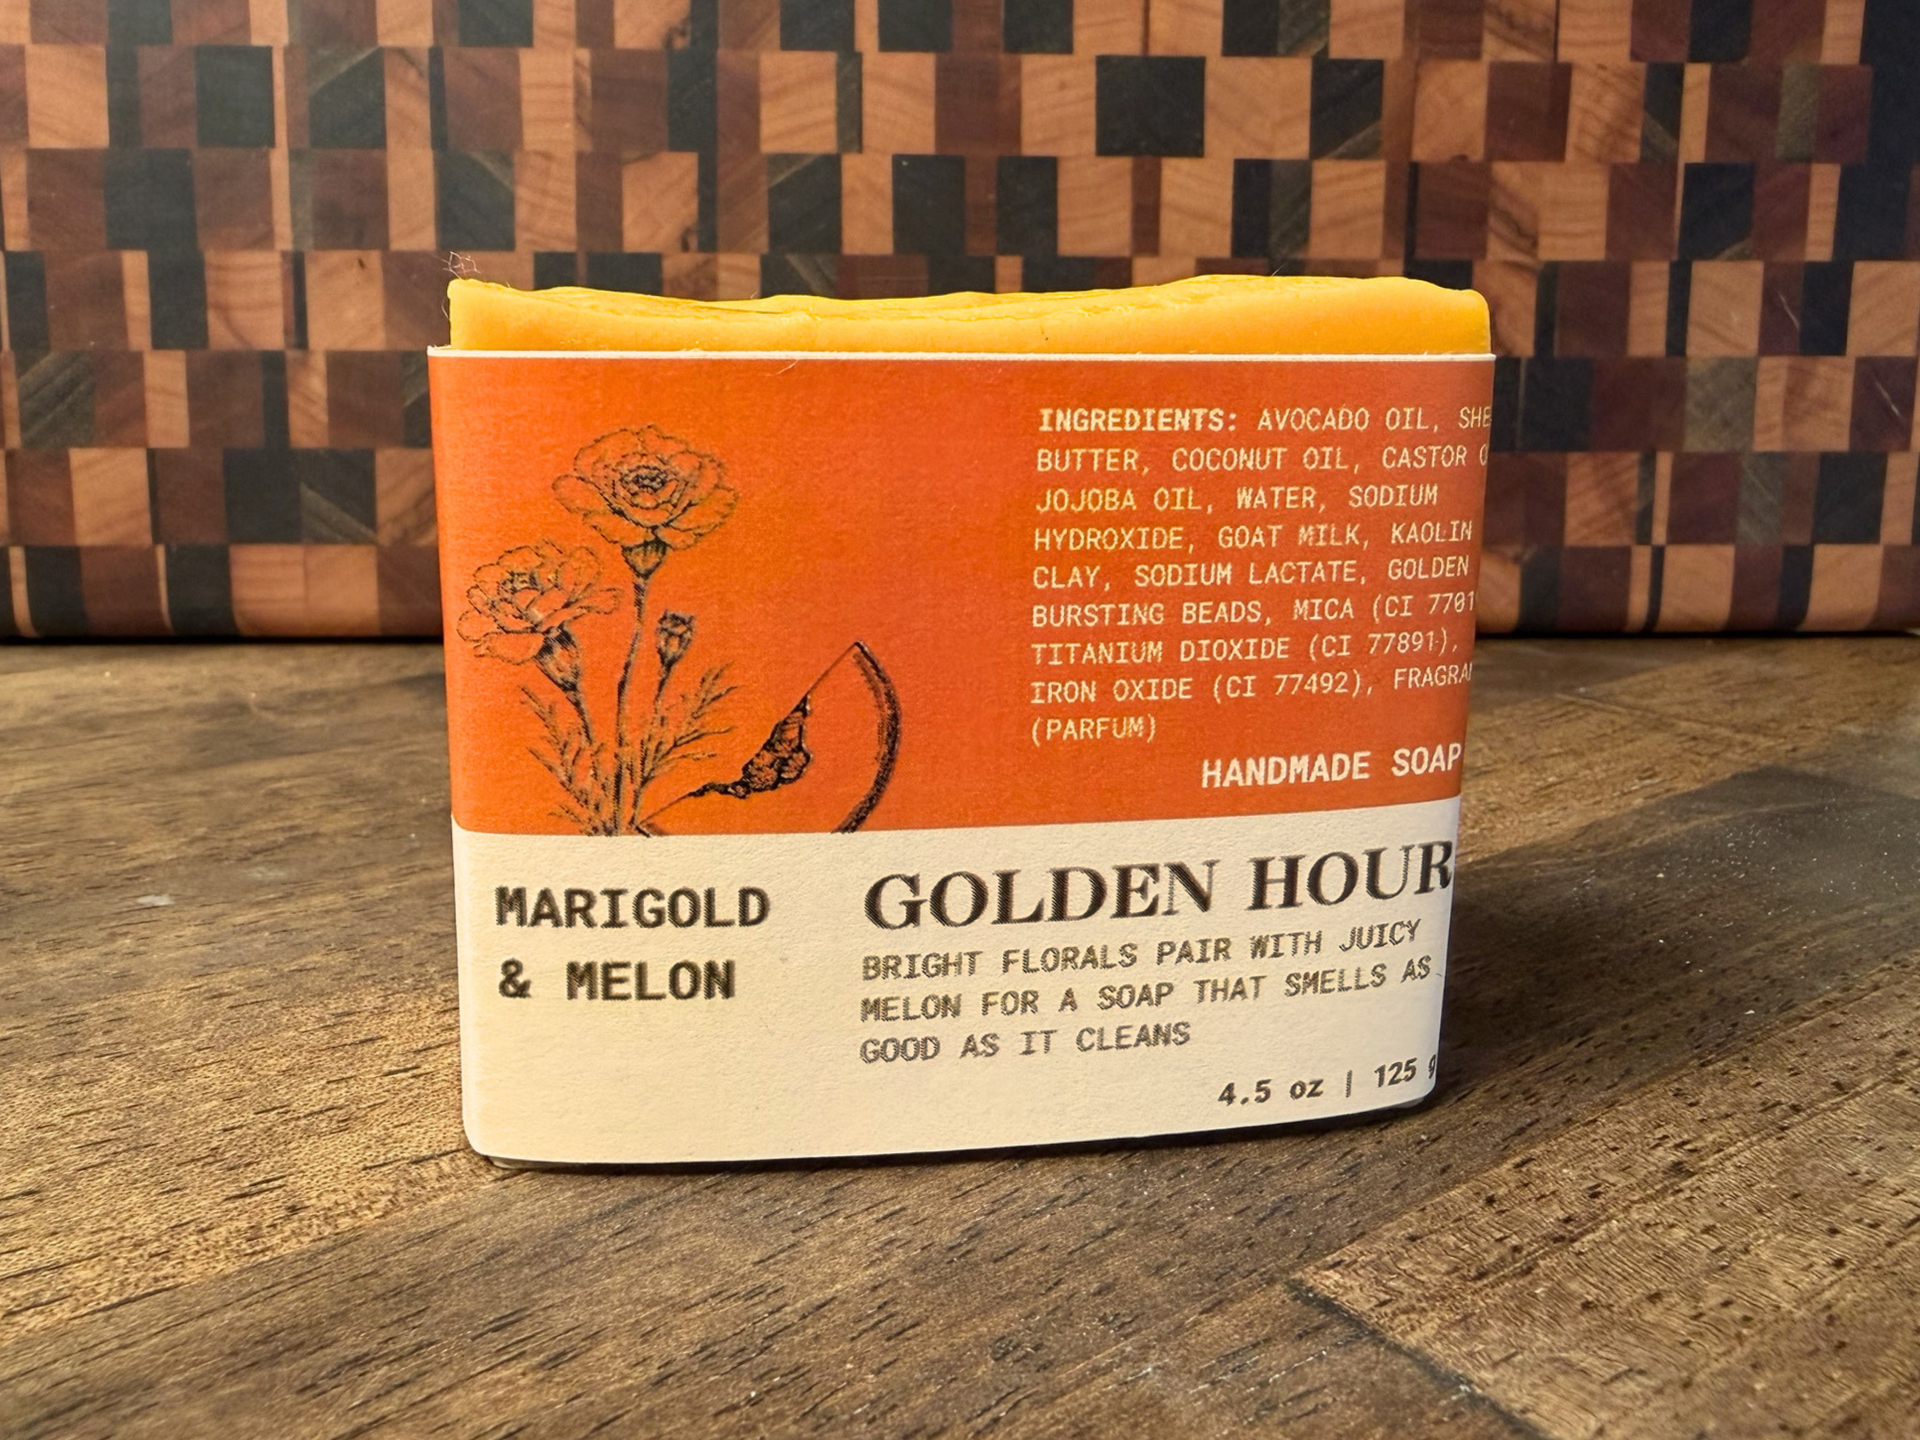 INGREDIENTS: AVOCADO OIL,
BUTTER, COCONUT OIL, CASTOR
JOJOBA OIL, WATER, SODIUM
HYDROXIDE, GOAT MILK, KAOLIN
CLAY, SODIUM LACTATE, GOLDEN
BURSTING BEADS, MICA (CI
TITANIUM DIOXIDE (CI 77891),
IRON OXIDE (CI 77492),
(PARFUM)
HANDMADE SOAP
MARIGOLD
& MELON
GOLDEN HOUR
BRIGHT FLORALS PAIR WITH JUICY
MELON FOR A SOAP THAT SMELLS AS
GOOD AS IT CLEANS
4.5 oz | 125 g